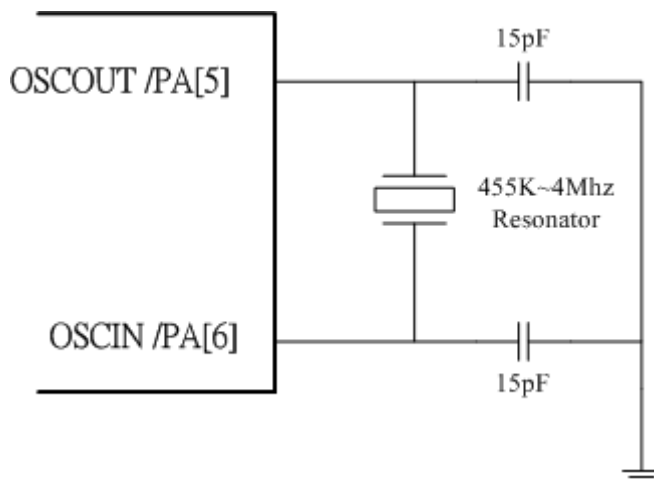 15pF
OSCOUT /PA[5]
455K~4Mhz
Resonator
OSCIN /PA[6]
15pF